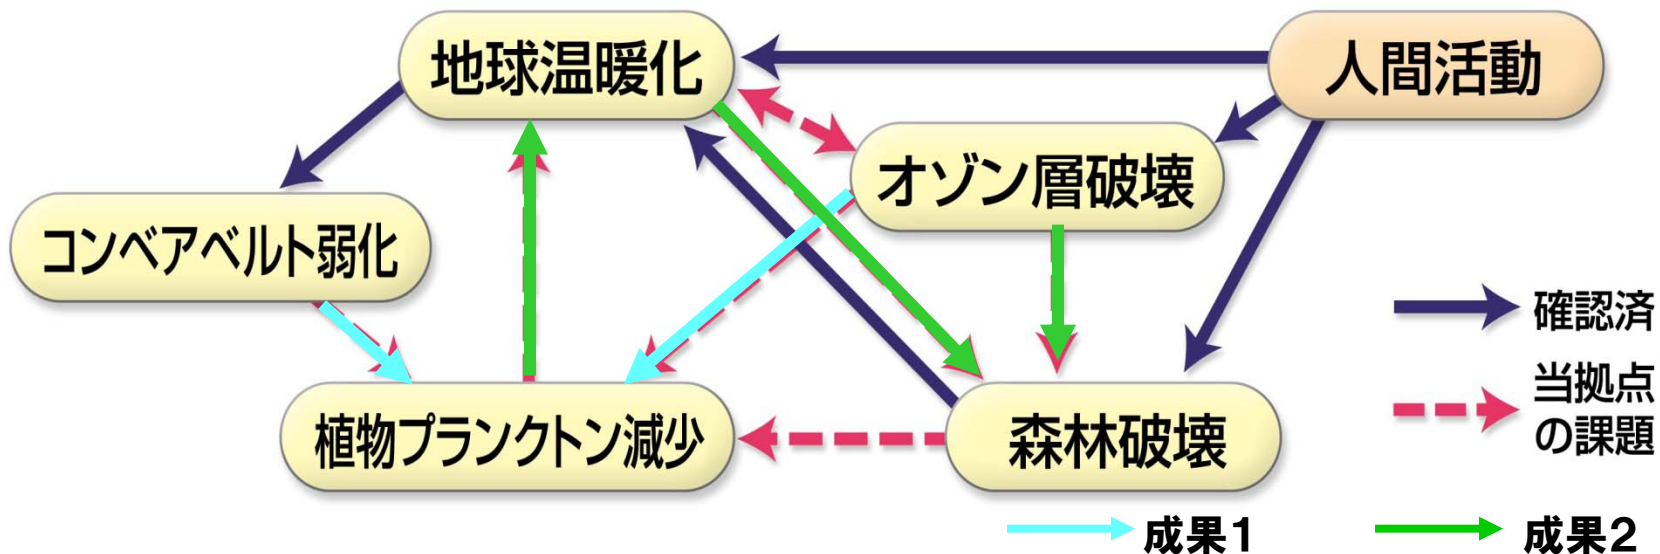 地球温暖化
人間活動
オゾン層破壊
コンベアベルト弱化
植物プランクトン減少
森林破壊
確認済
当拠点
の課題
成果1
成果2